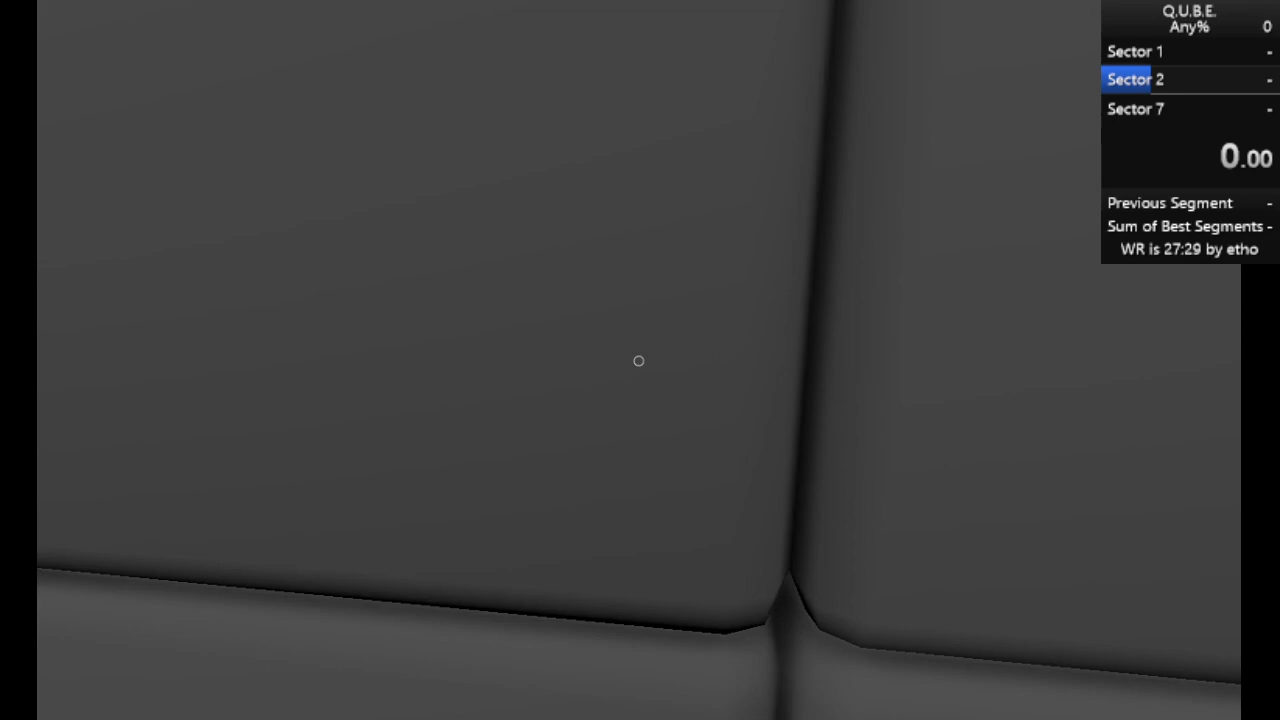 Q.U.B.E.
Any% 0
Sector 1 -
Sector 2 -
Sector 7 -
0.00
Previous Segment -
Sum of Best Segments -
WR is 27:29 by etho